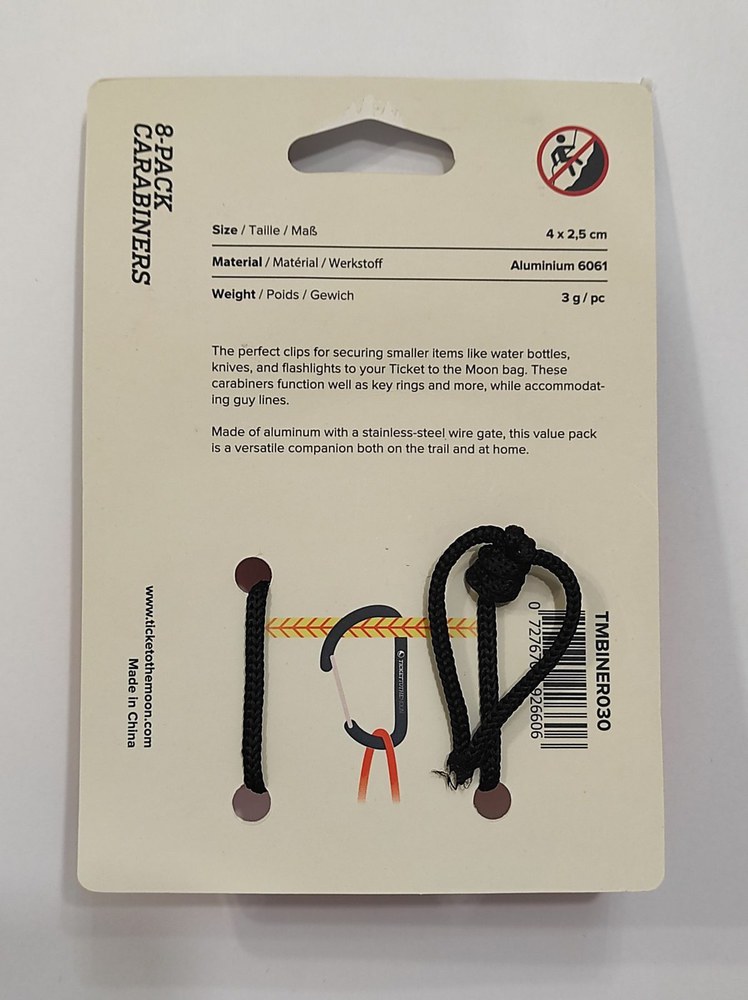 8-PACK
CARABINERS
Size / Taille / Maß 4 x 2,5 cm
Material / Matérial / Werkstoff Aluminium 6061
Weight / Poids / Gewich 3 g / pc
The perfect clips for securing smaller items like water bottles,
knives, and flashlights to your Ticket to the Moon bag. These
carabiners function well as key rings and more, while accommodat-
ing guy lines.
Made of aluminum with a stainless-steel wire gate, this value pack
is a versatile companion both on the trail and at home.
www.ticketothemoon.com
Made in China
TICKETTOTHEMOON
TMBINER030